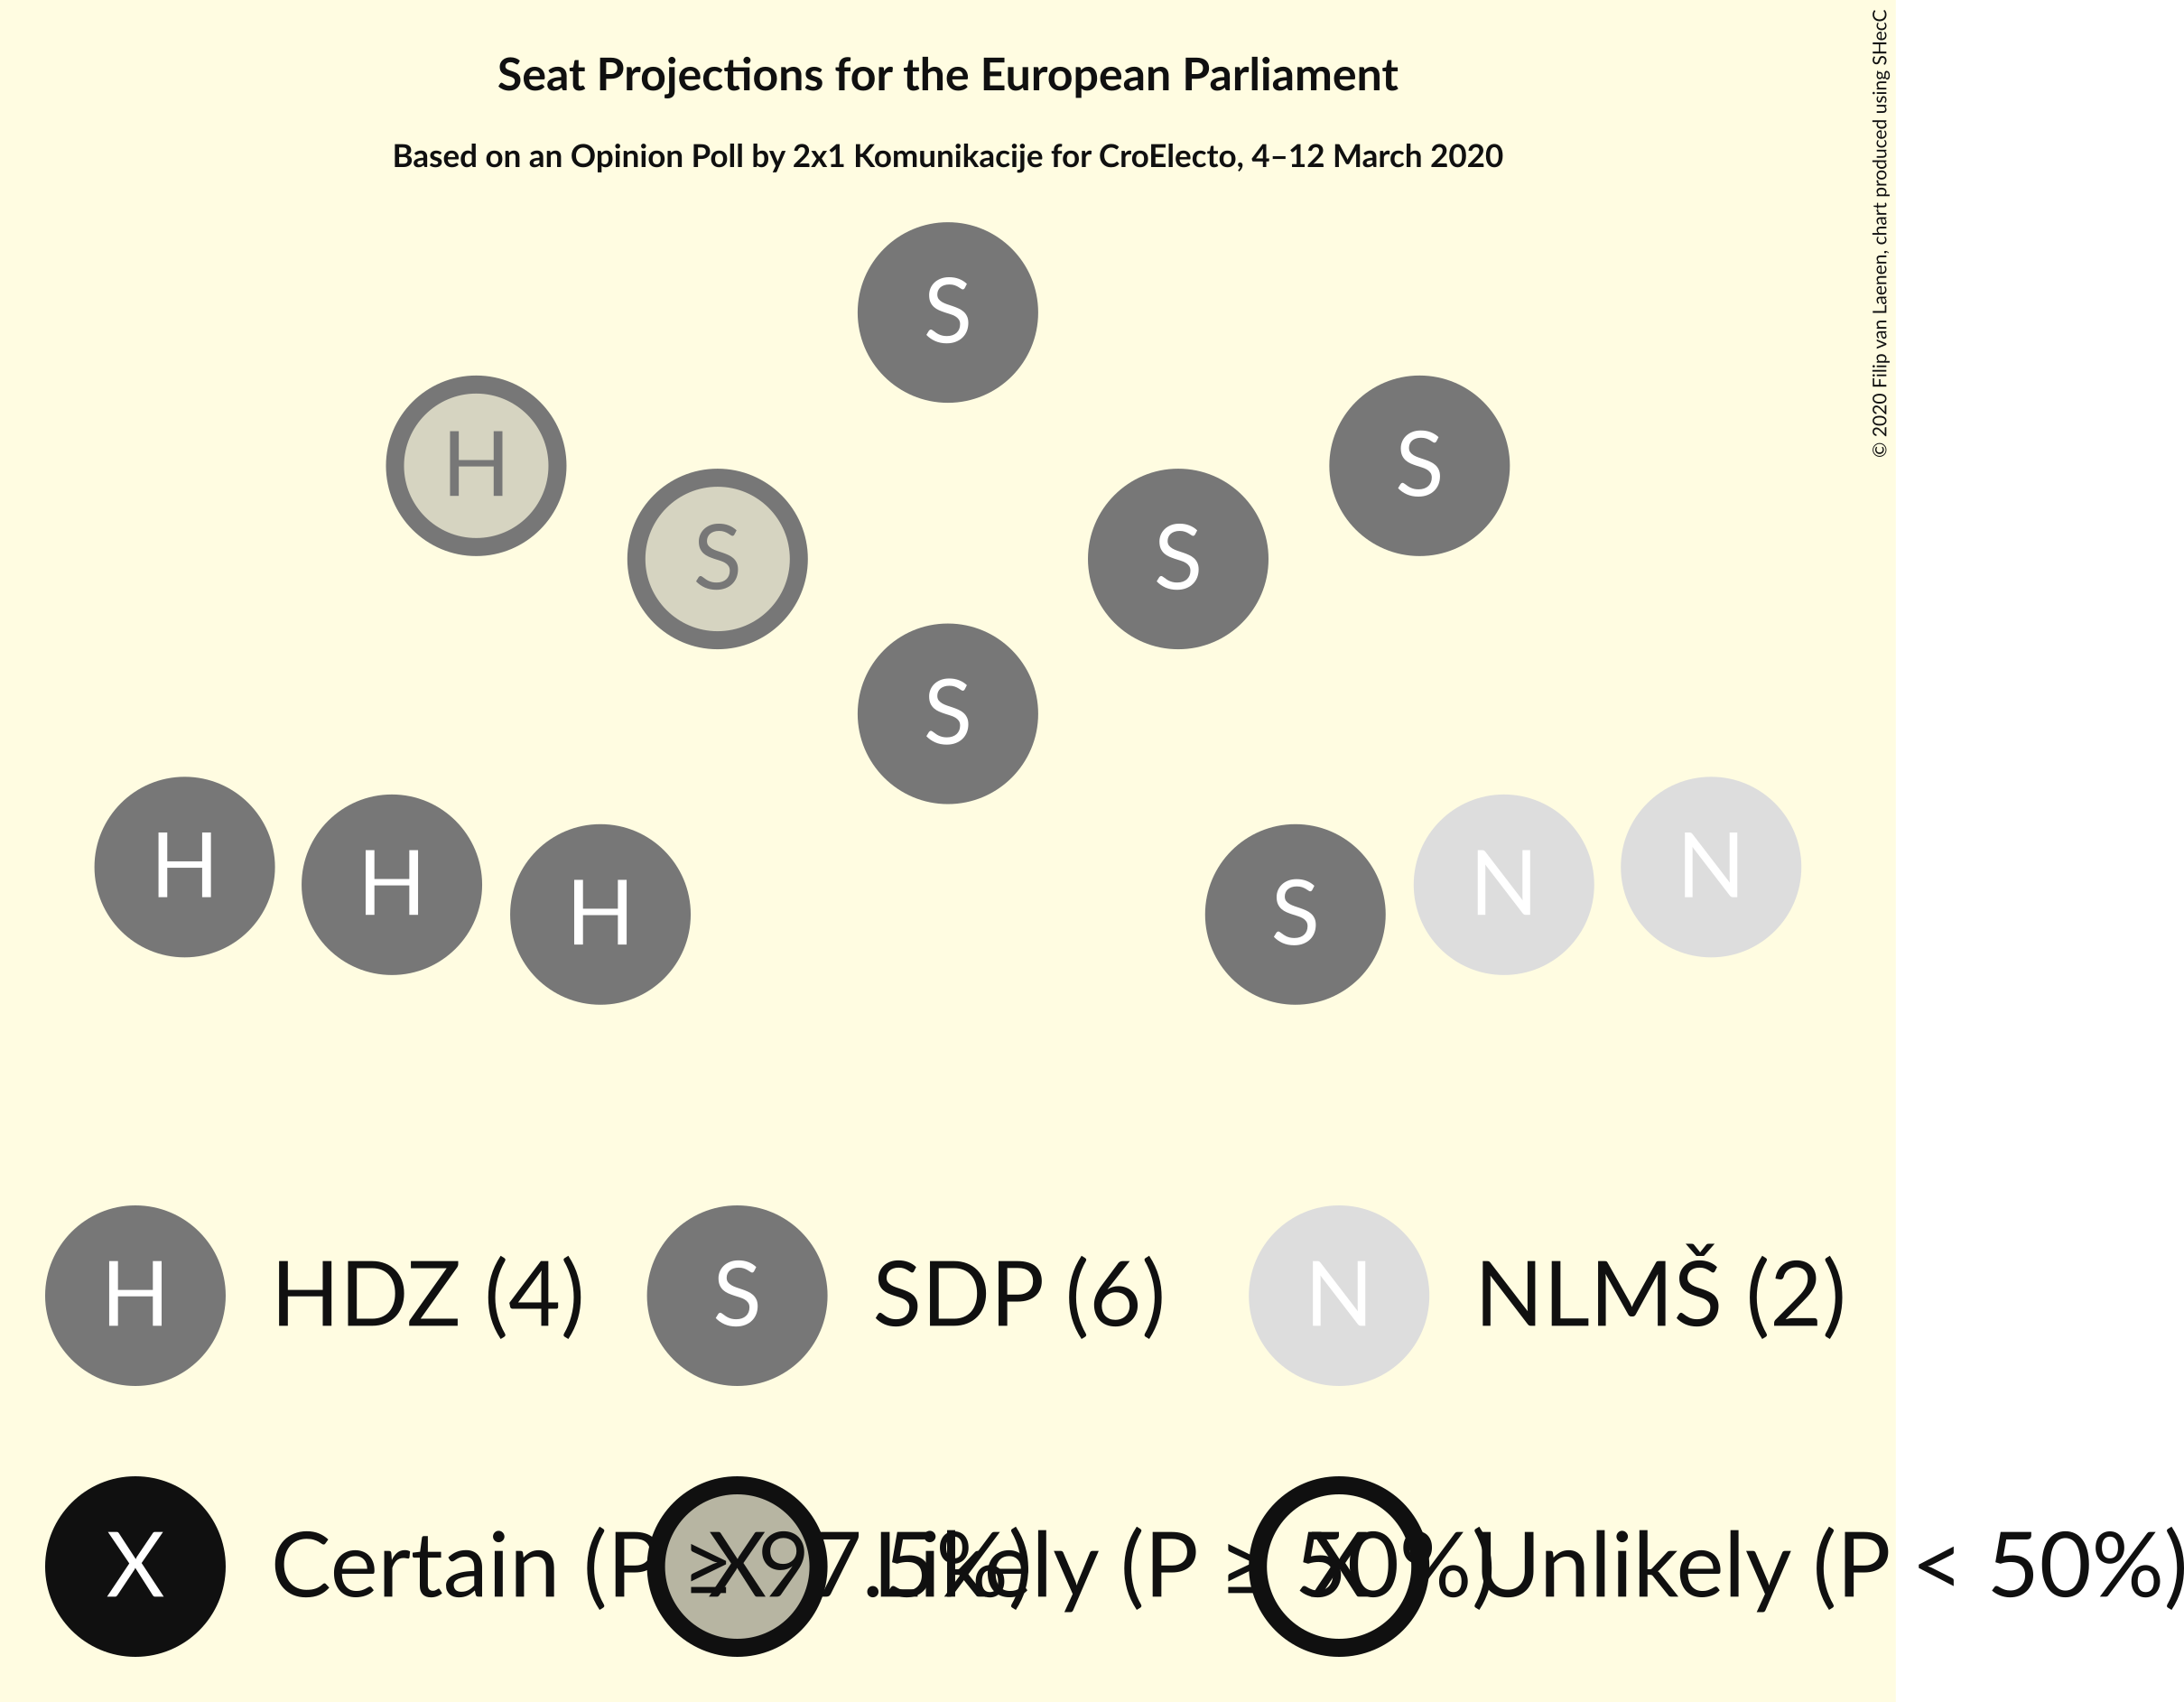 Seat Projections for the European Parliament
Based on an Opinion Poll by 2x1 Komunikacije for CroElecto, 4–12 March 2020
© 2020 Filip van Laenen, chart produced using SHecC
S
H
S
S
S
S
H
H
H
S
N
N
H HDZ (4) S SDP (6) N NLMŠ (2)
X Certain (P ≥ 97.5%) X Likely (P ≥ 50%) X Unlikely (P < 50%)